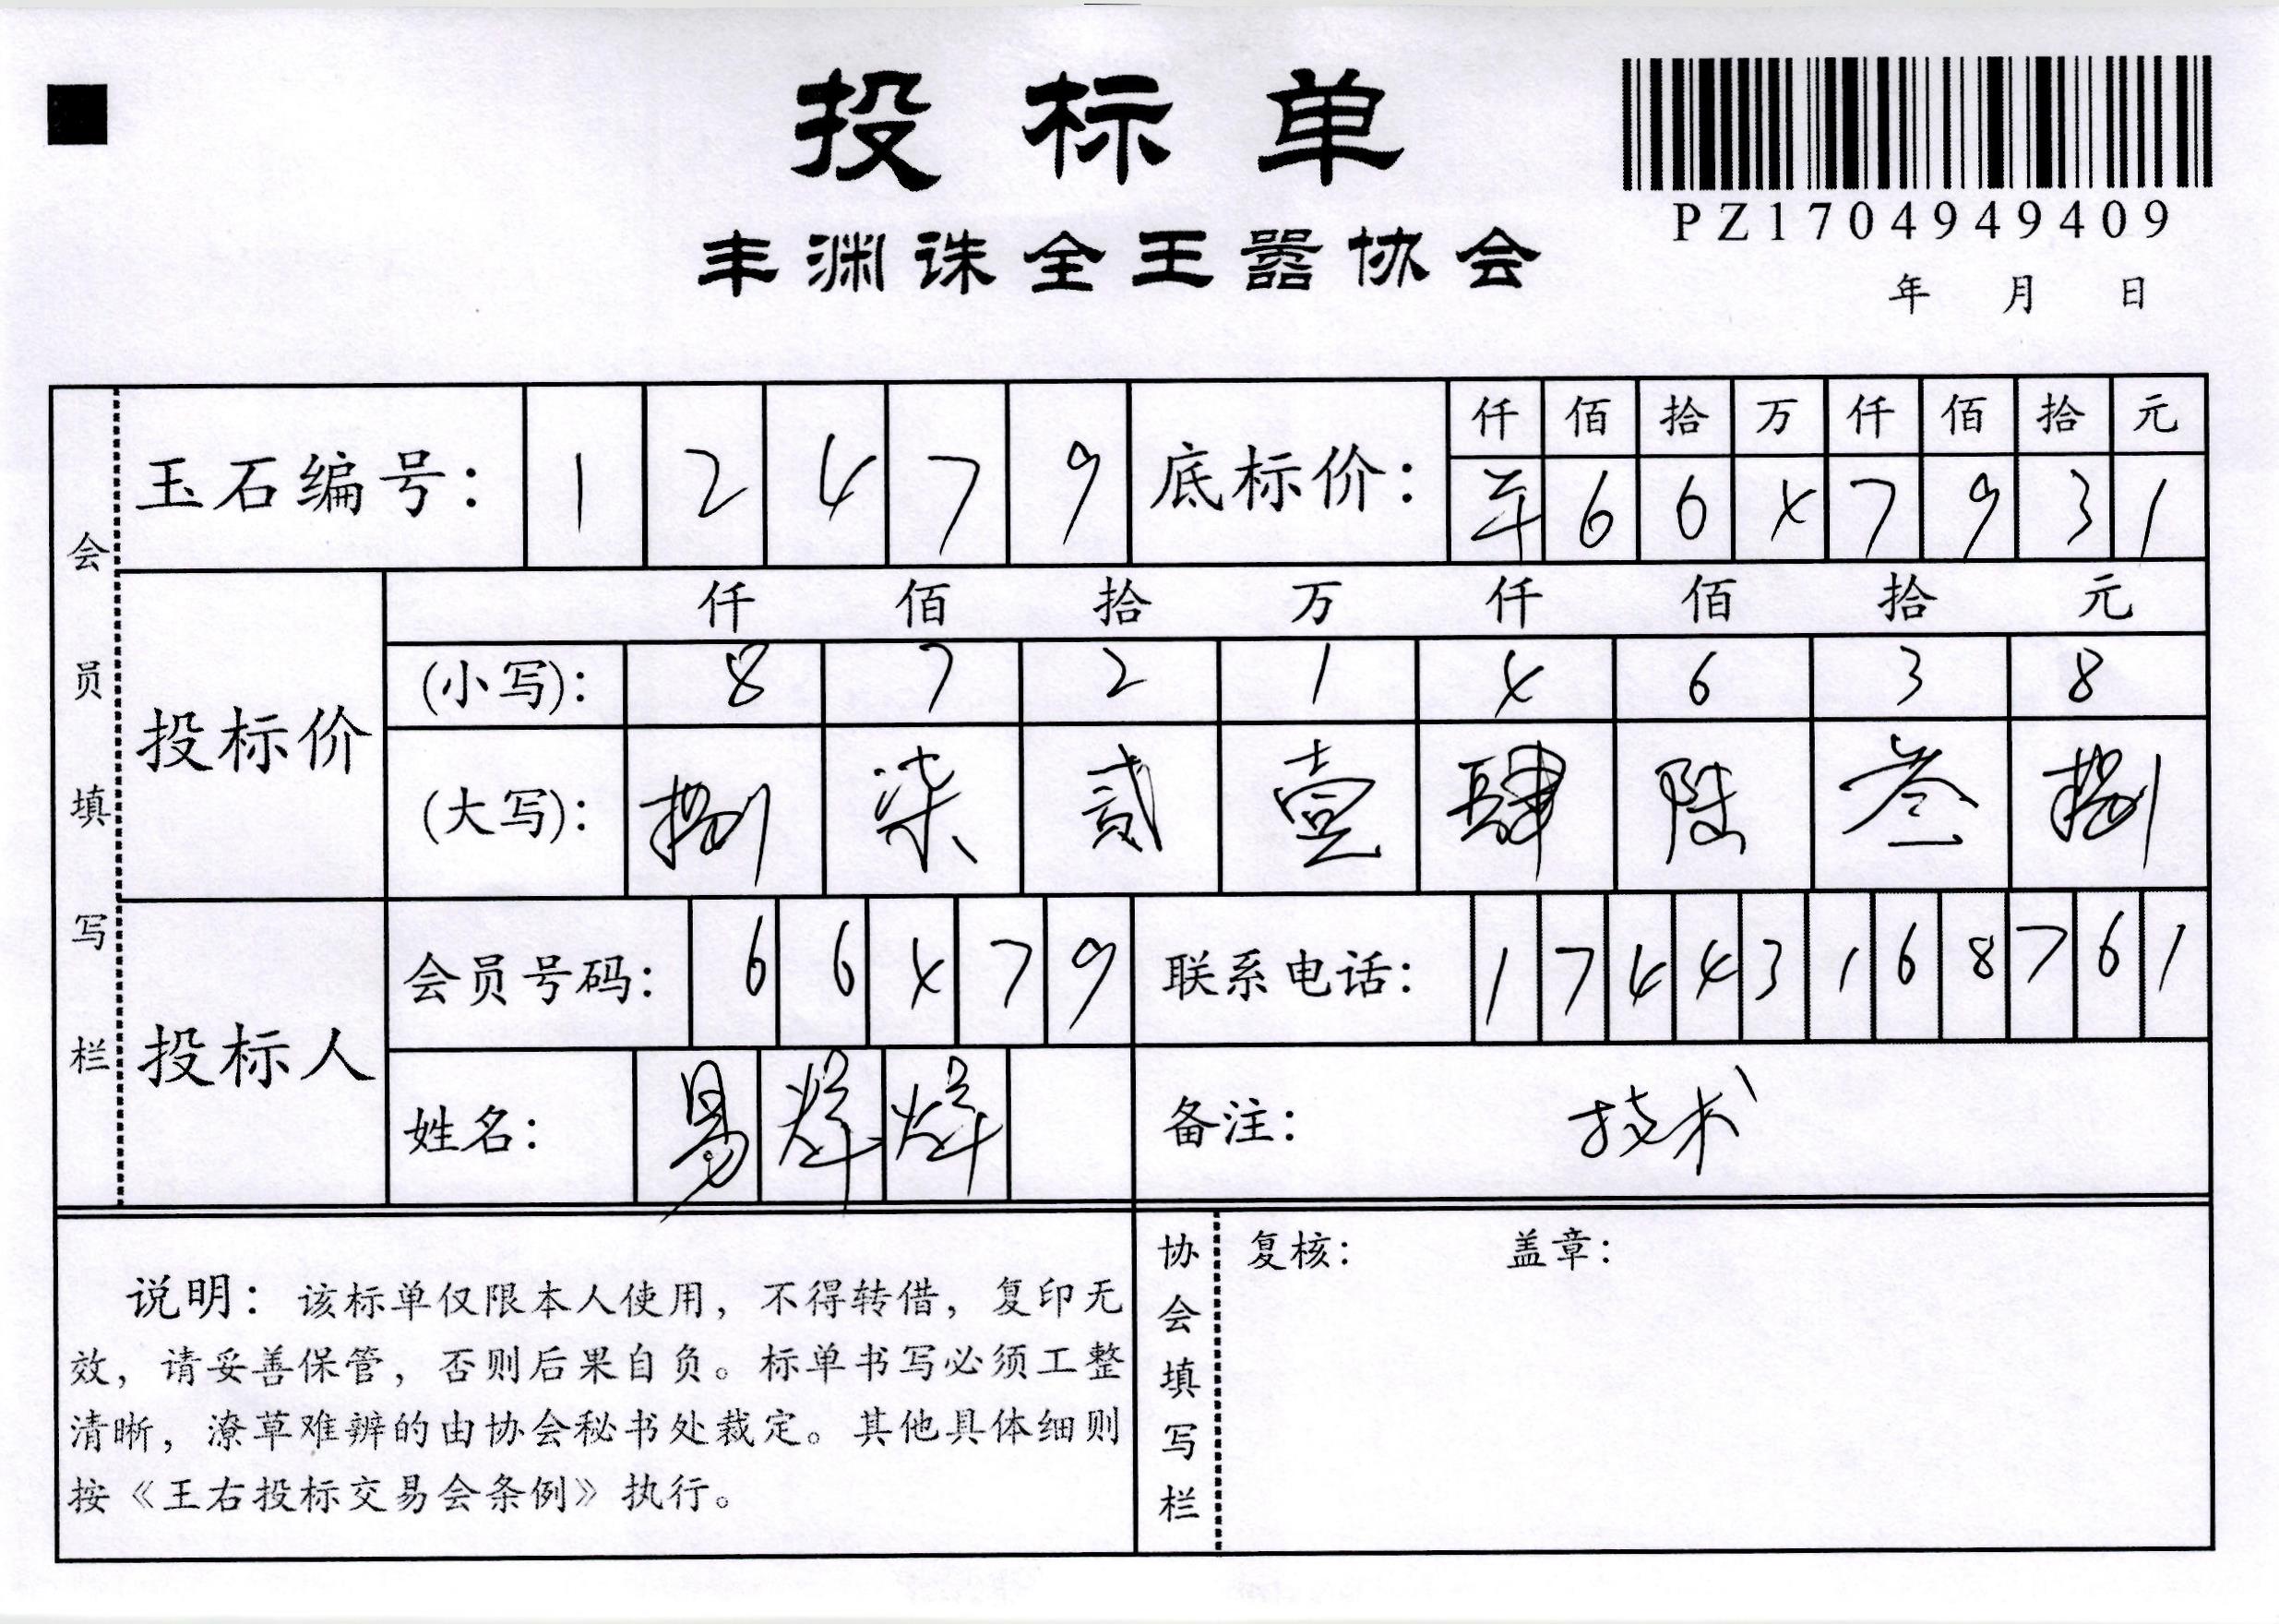 投标单
丰渊诛全王嚣协会
PZ1704949409
年 月 日
会员填写栏
玉石编号: 1 2 4 7 9
底标价: 仟 佰 拾 万 仟 佰 拾 元
6 6 4 7 9 3 1
投标价 仟 佰 拾 万 仟 佰 拾 元
(小写): 8 7 2 1 4 6 3 8
(大写): 捌 柒 贰 壹 肆 陆 叁 捌
投标人
会员号码: 6 6 4 7 9
联系电话: 1 7 4 4 3 1 6 8 7 6 1
姓名: 易
备注: 技术
说明: 该标单仅限本人使用, 不得转借, 复印无
效, 请妥善保管, 否则后果自负。标单书写必须工整
清晰, 潦草难辨的由协会秘书处裁定。其他具体细则
按《王右投标交易会条例》执行。
协会填写栏
复核: 盖章: